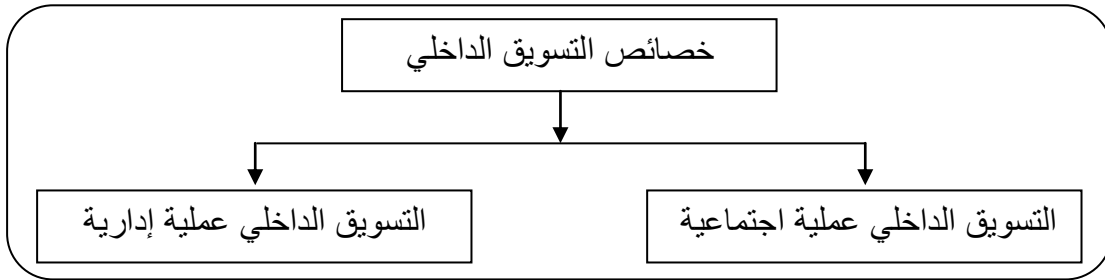 خصائص التسويق الداخلي
التسويق الداخلي عملية اجتماعية
التسويق الداخلي عملية إدارية